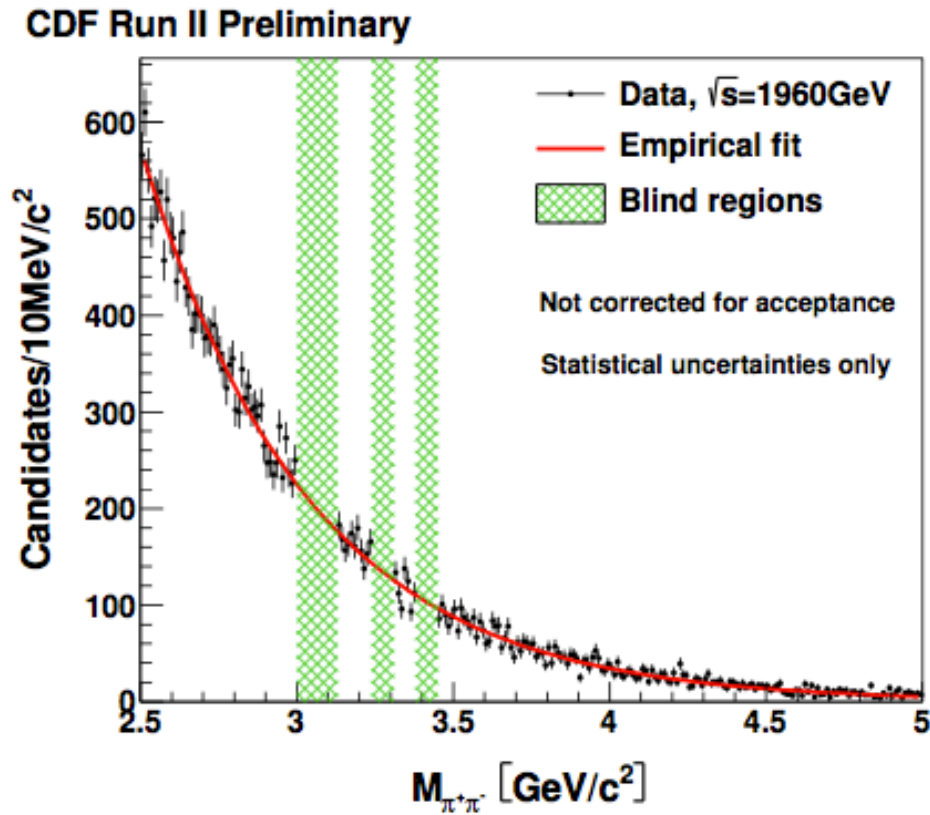 CDF Run II Preliminary
Candidates/10MeV/c²
600
500
400
300
200
100
0
Data, √s=1960GeV
Empirical fit
Blind regions
Not corrected for acceptance
Statistical uncertainties only
2.5 3 3.5 4 4.5 5
M_π⁺π⁻ [GeV/c²]